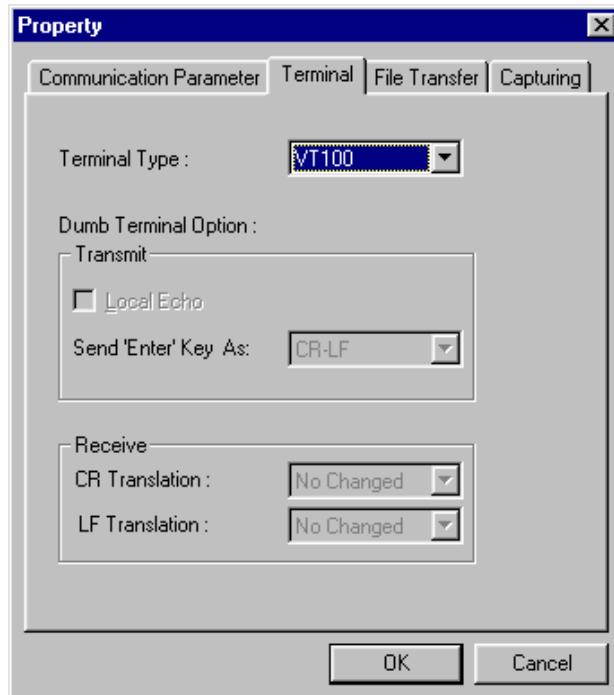 Property
Communication Parameter Terminal File Transfer Capturing
Terminal Type : VT100
Dumb Terminal Option :
Transmit
Local Echo
Send 'Enter' Key As: CR-LF
Receive
CR Translation : No Changed
LF Translation : No Changed
OK Cancel